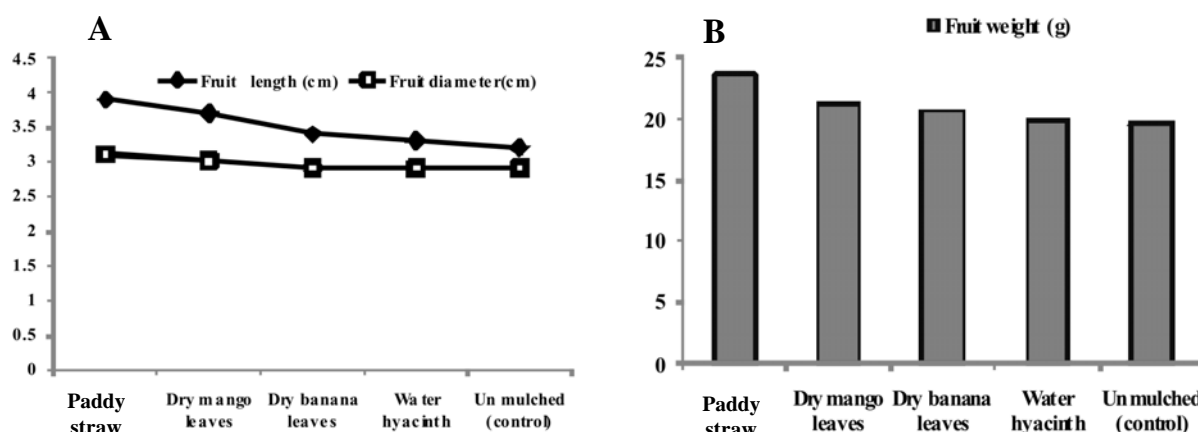 A
4.5
4
3.5
3
2.5
2
1.5
1
0.5
0
Fruit length (cm)
Fruit diameter(cm)
Paddy straw
Dry mango leaves
Dry banana leaves
Water hyacinth
Un mulched (control)
B
Fruit weight (g)
25
20
15
10
5
0
Paddy straw
Dry mango leaves
Dry banana leaves
Water hyacinth
Un mulched (control)